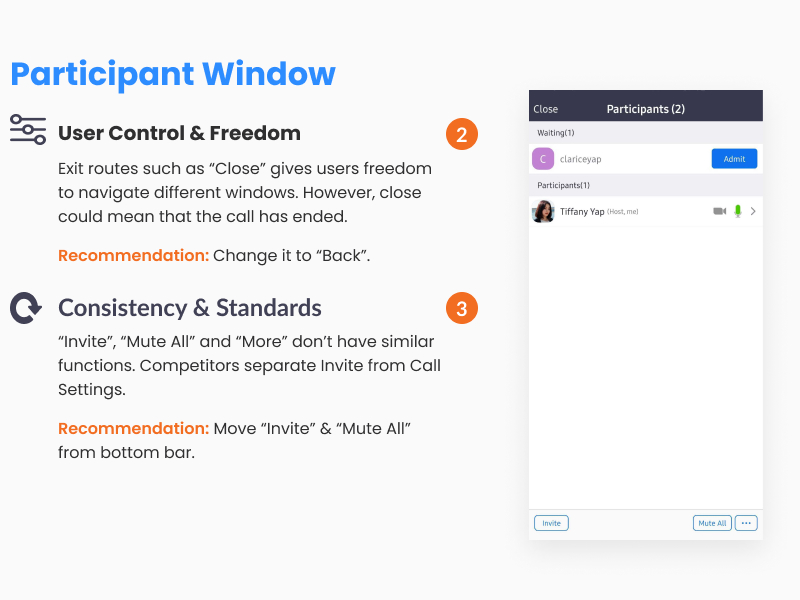 Participant Window
User Control & Freedom
2
Exit routes such as “Close” gives users freedom
to navigate different windows. However, close
could mean that the call has ended.
Recommendation: Change it to “Back”.
Consistency & Standards
3
“Invite”, “Mute All” and “More” don’t have similar
functions. Competitors separate Invite from Call
Settings.
Recommendation: Move “Invite” & “Mute All”
from bottom bar.
Close
Participants (2)
Waiting(1)
C
clariceyap
Admit
Participants(1)
Tiffany Yap (Host, me)
Invite
Mute All
...